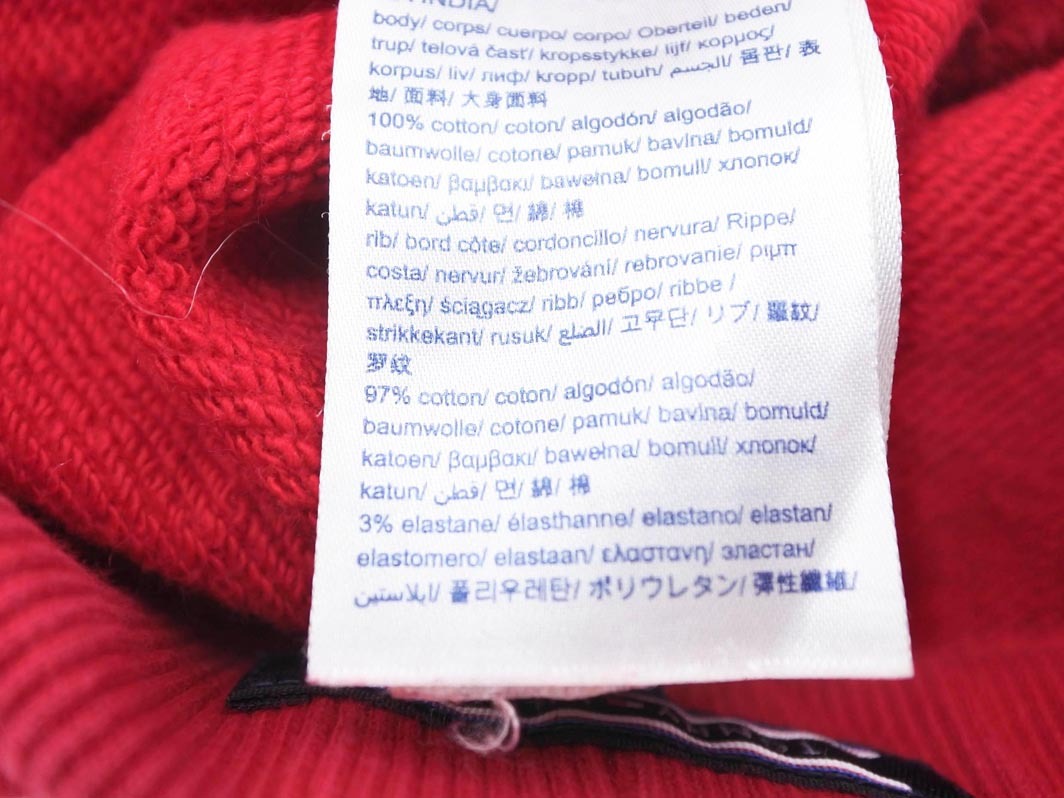 INDIA/
body/ corps/ cuerpo/ corpo/ Oberteil/ beden/
trup/ telová časť/ kropsstykke/ lijf/ κορμος/
korpus/ liv/ лиф/ kropp/ tubuh/ الجسم/ 몸판/ 表
地/ 面料/ 大身面料
100% cotton/ coton/ algodón/ algodão/
baumwolle/ cotone/ pamuk/ bavlna/ bomuld/
katoen/ βαμβακι/ bawełna/ bomull/ хлопок/
katun/ قطن/ 면/ 綿/ 棉
rib/ bord côte/ cordoncillo/ nervura/ Rippe/
costa/ nervur/ žebrování/ rebrovanie/ ριμπ
πλεξη/ ściągacz/ ribb/ ребро/ ribbe /
strikkekant/ rusuk/ الضلع/ 고무단/ リブ/ 羅紋/
罗纹
97% cotton/ coton/ algodón/ algodão/
baumwolle/ cotone/ pamuk/ bavlna/ bomuld/
katoen/ βαμβακι/ bawełna/ bomull/ хлопок/
katun/ قطن/ 면/ 綿/ 棉
3% elastane/ élasthanne/ elastano/ elastan/
elastomero/ elastaan/ ελαστανη/ эластан/
ايلاستين/ 폴리우레탄/ ポリウレタン/ 彈性纖維/